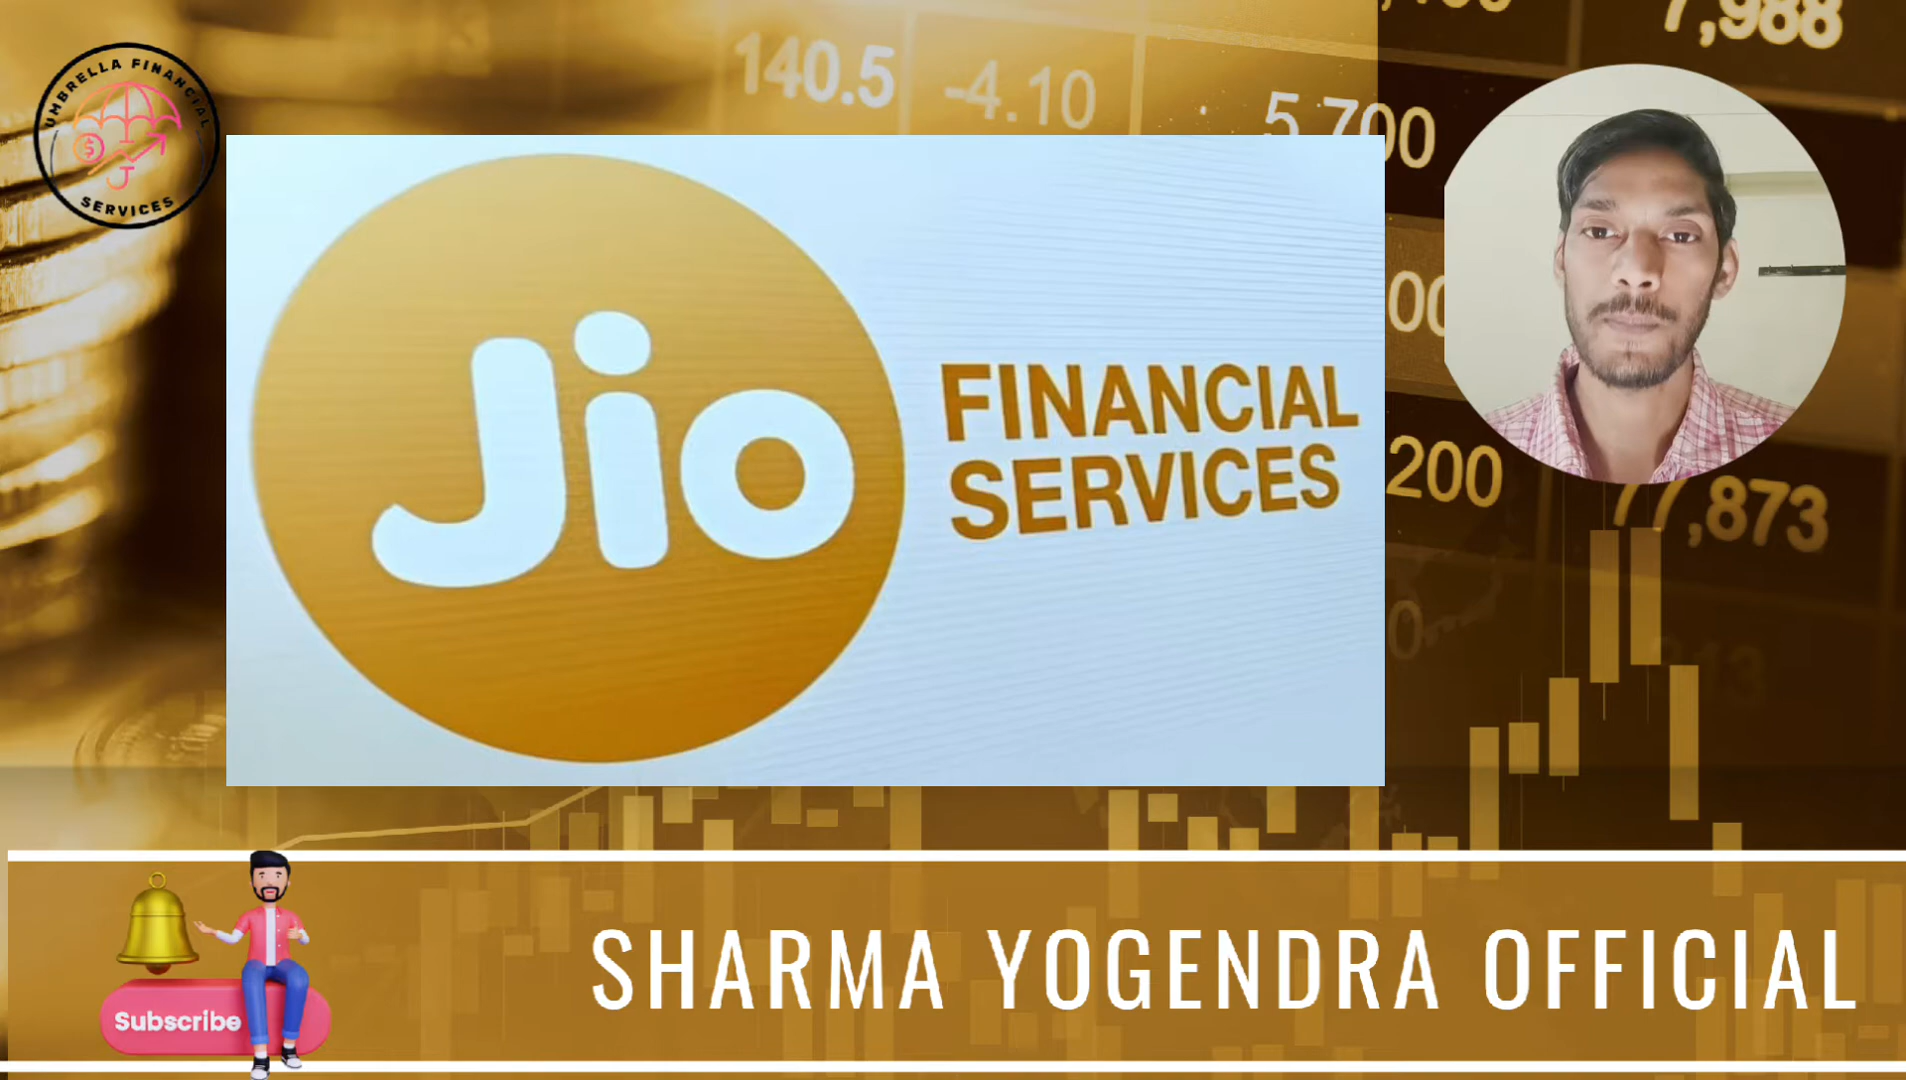 7,988
140.5 -4.10 5,700
UMBRELLA FINANCIAL
$
SERVICES
Jio
FINANCIAL
SERVICES
200
77,873
Subscribe
SHARMA YOGENDRA OFFICIAL